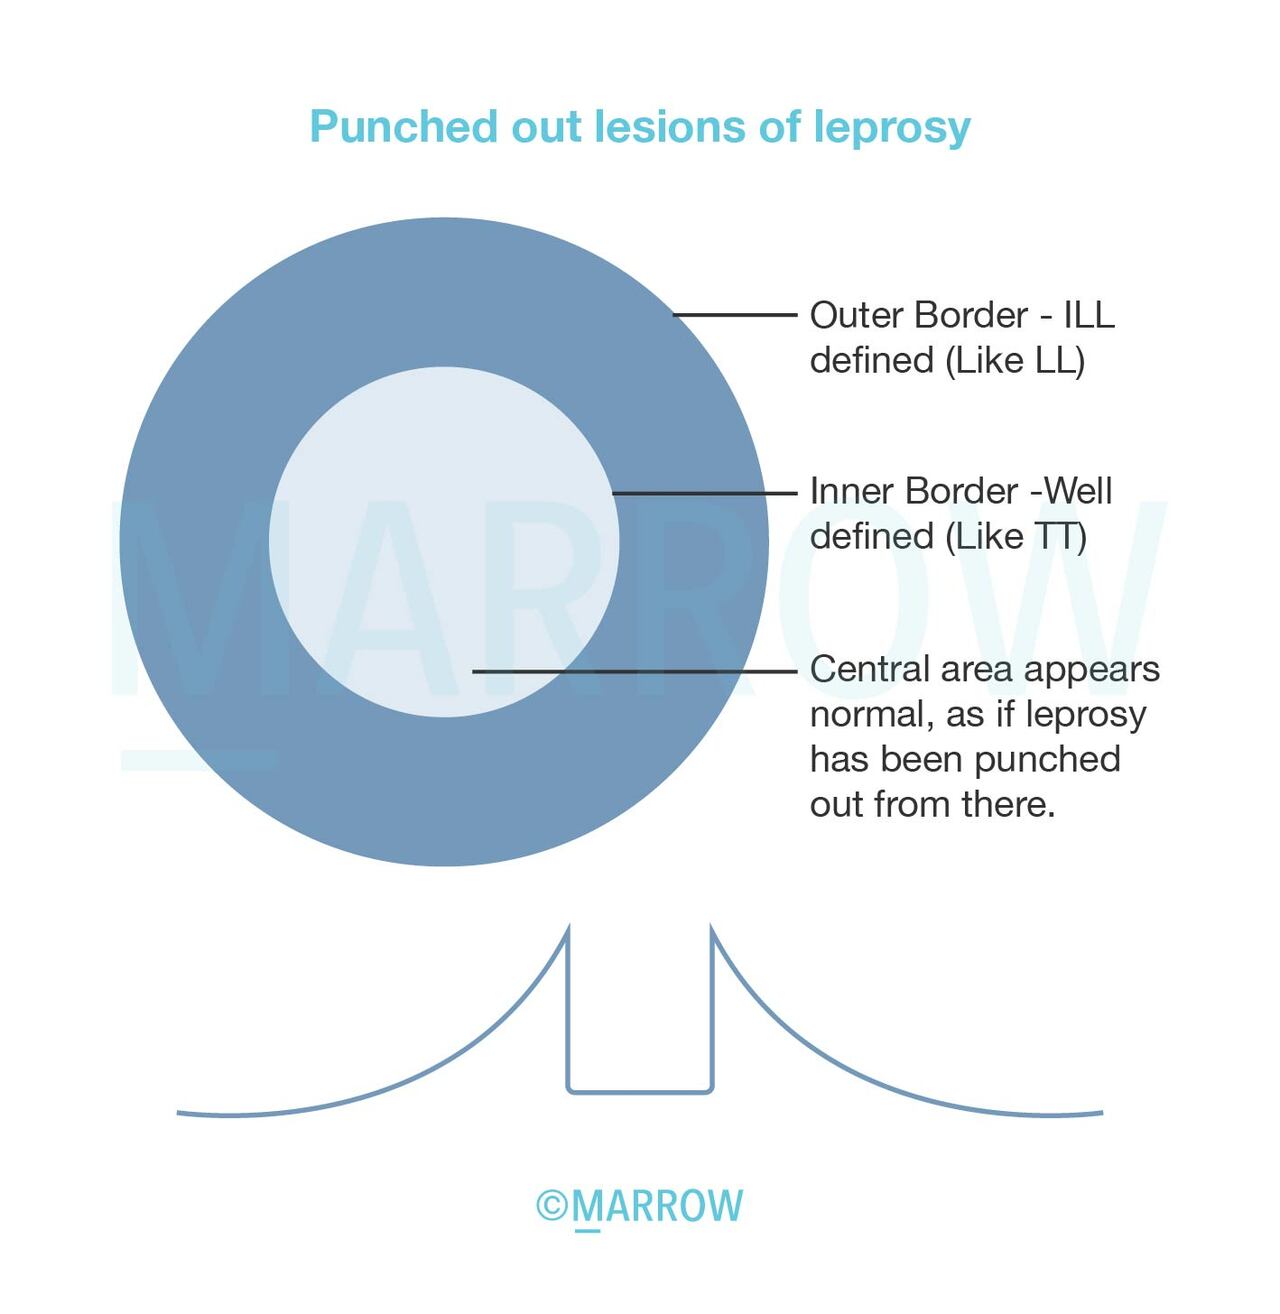 Punched out lesions of leprosy
Outer Border - ILL
defined (Like LL)
Inner Border -Well
defined (Like TT)
Central area appears
normal, as if leprosy
has been punched
out from there.
MARROW
©MARROW